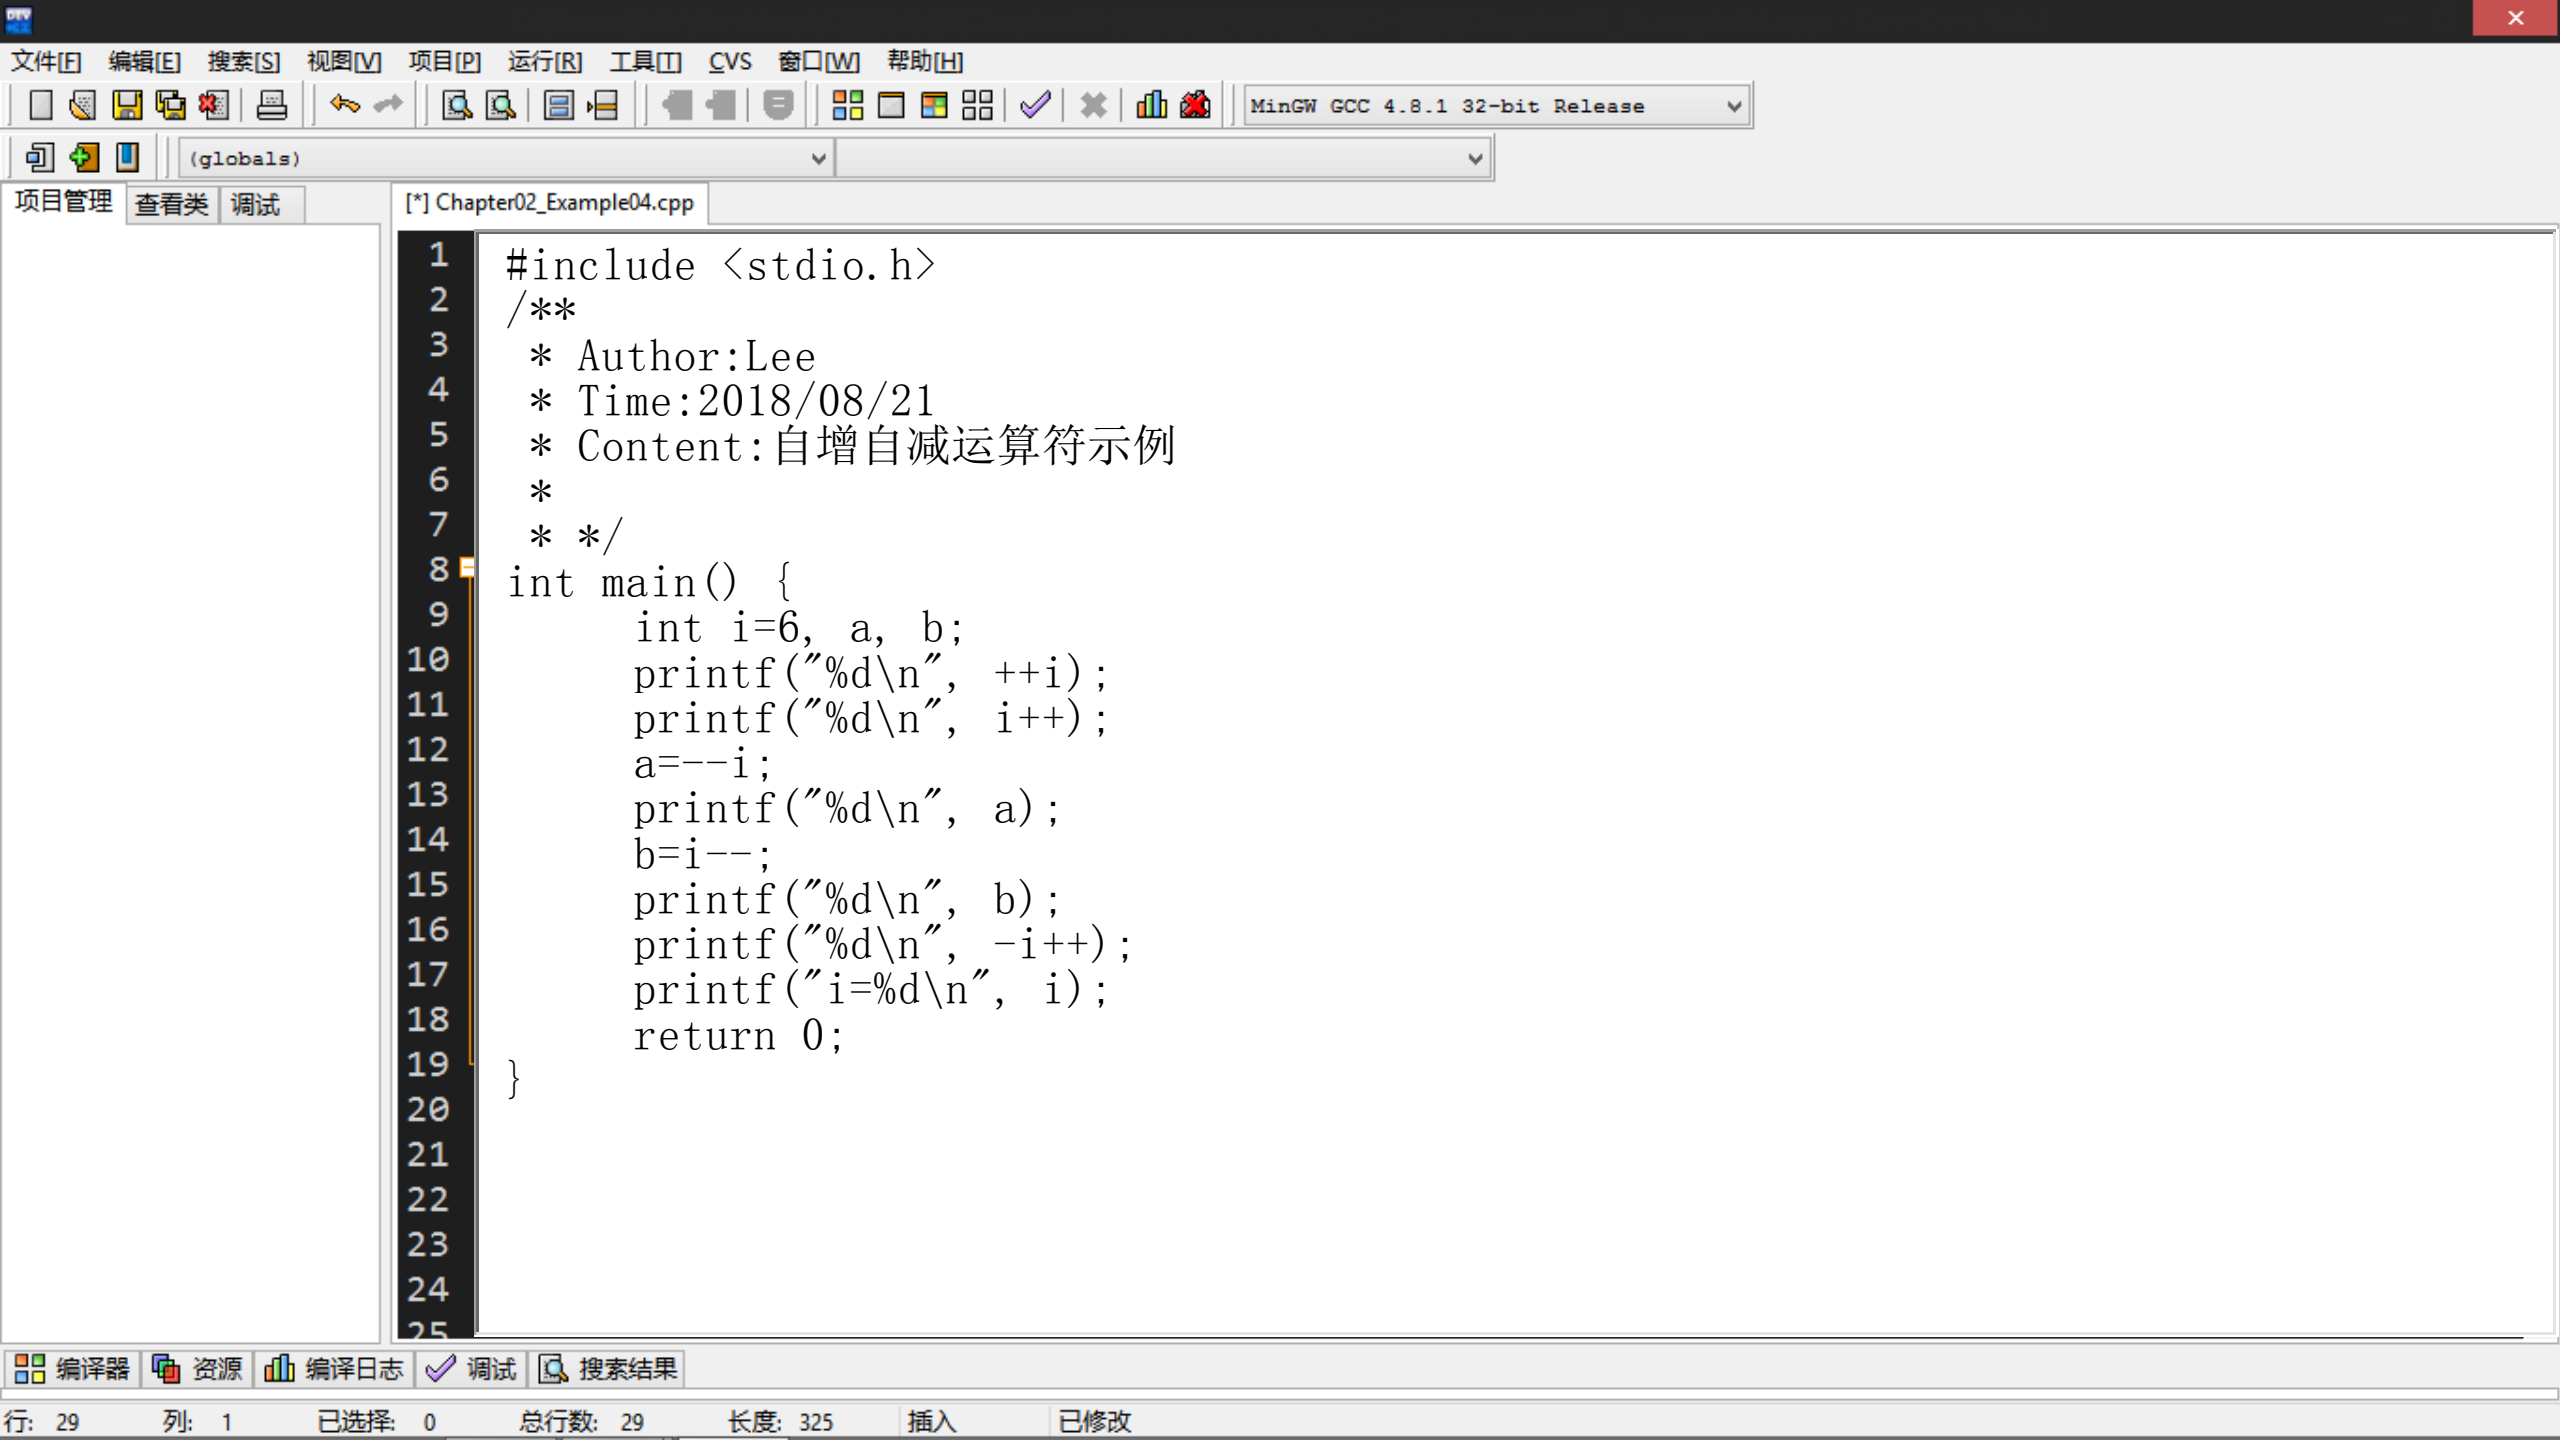 DEV
文件[F] 编辑[E] 搜索[S] 视图[V] 项目[P] 运行[R] 工具[T] CVS 窗口[W] 帮助[H]
MinGW GCC 4.8.1 32-bit Release
(globals)
项目管理 查看类 调试
[*] Chapter02_Example04.cpp
1 #include <stdio.h>
2 /**
3 * Author:Lee
4 * Time:2018/08/21
5 * Content:自增自减运算符示例
6 *
7 * */
8 int main() {
9 int i=6, a, b;
10 printf("%d\n", ++i);
11 printf("%d\n", i++);
12 a=--i;
13 printf("%d\n", a);
14 b=i--;
15 printf("%d\n", b);
16 printf("%d\n", -i++);
17 printf("i=%d\n", i);
18 return 0;
19 }
20
21
22
23
24
25
编译器 资源 编译日志 调试 搜索结果
行: 29 列: 1 已选择: 0 总行数: 29 长度: 325 插入 已修改